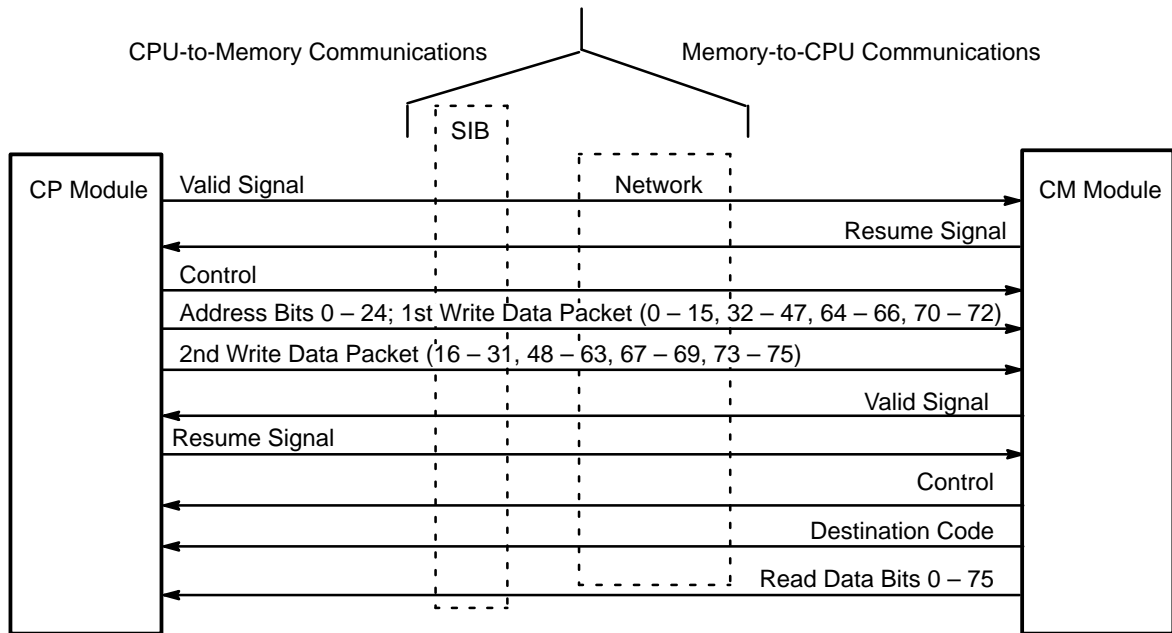 CPU-to-Memory Communications
Memory-to-CPU Communications
SIB
CP Module
Valid Signal
Network
CM Module
Resume Signal
Control
Address Bits 0 – 24; 1st Write Data Packet (0 – 15, 32 – 47, 64 – 66, 70 – 72)
2nd Write Data Packet (16 – 31, 48 – 63, 67 – 69, 73 – 75)
Valid Signal
Resume Signal
Control
Destination Code
Read Data Bits 0 – 75